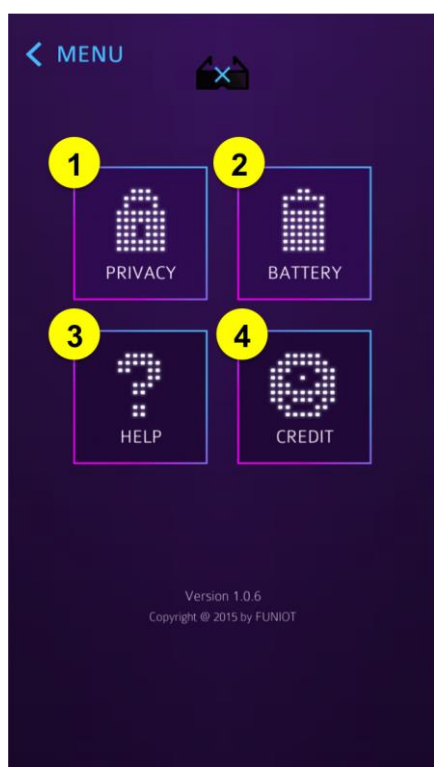 MENU
1
2
PRIVACY
BATTERY
3
4
HELP
CREDIT
Version 1.0.6
Copyright @ 2015 by FUNIOT